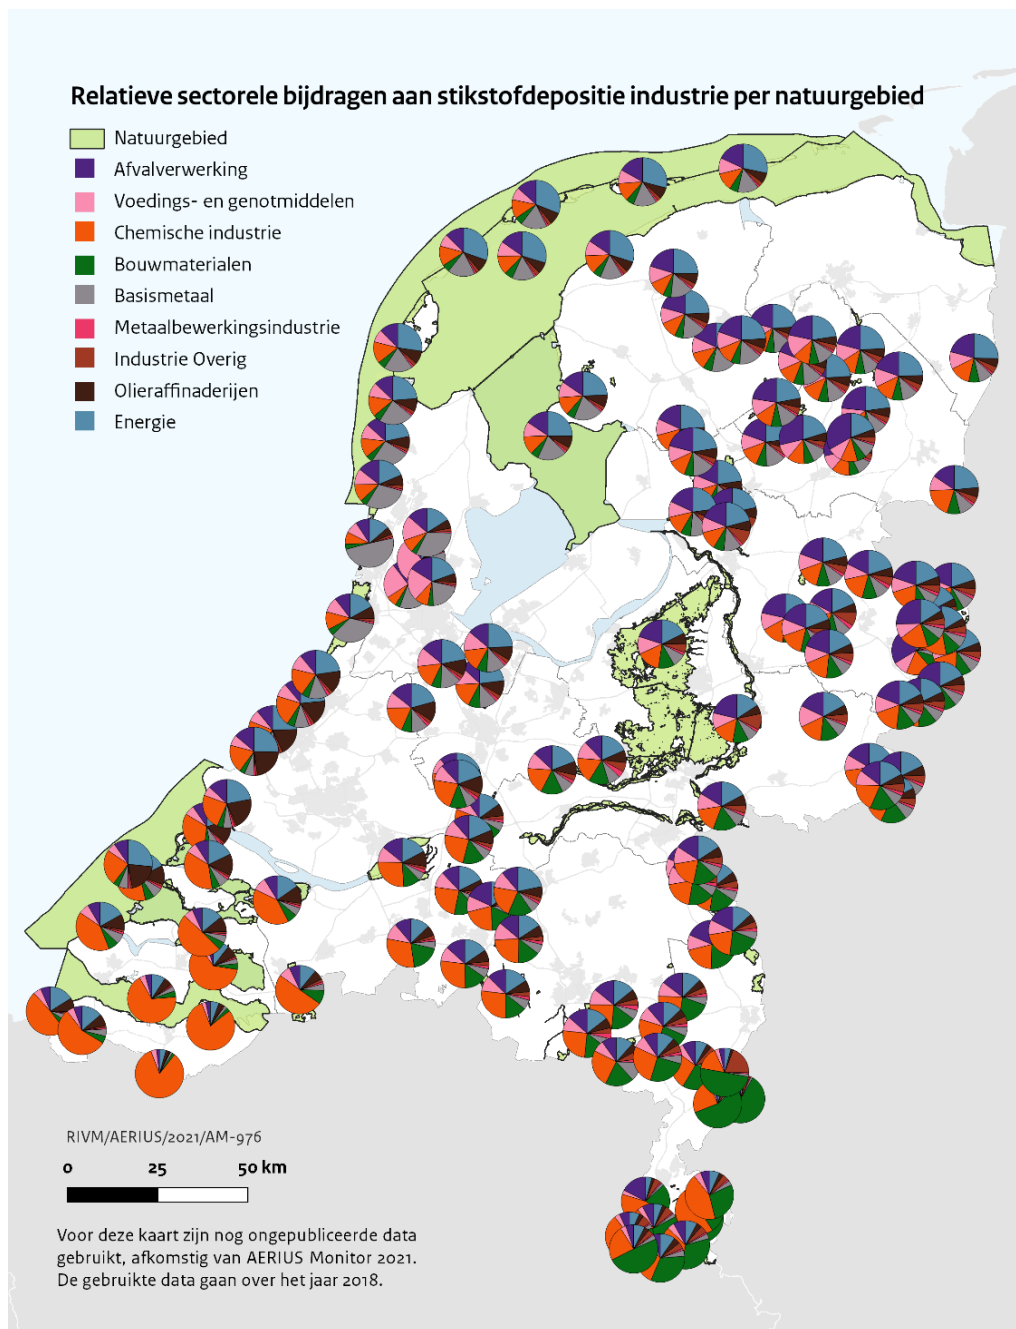 Relatieve sectorele bijdragen aan stikstofdepositie industrie per natuurgebied
Natuurgebied
Afvalverwerking
Voedings- en genotmiddelen
Chemische industrie
Bouwmaterialen
Basismetaal
Metaalbewerkingsindustrie
Industrie Overig
Olieraffinaderijen
Energie
RIVM/AERIUS/2021/AM-976
0 25 50 km
Voor deze kaart zijn nog ongepubliceerde data
gebruikt, afkomstig van AERIUS Monitor 2021.
De gebruikte data gaan over het jaar 2018.